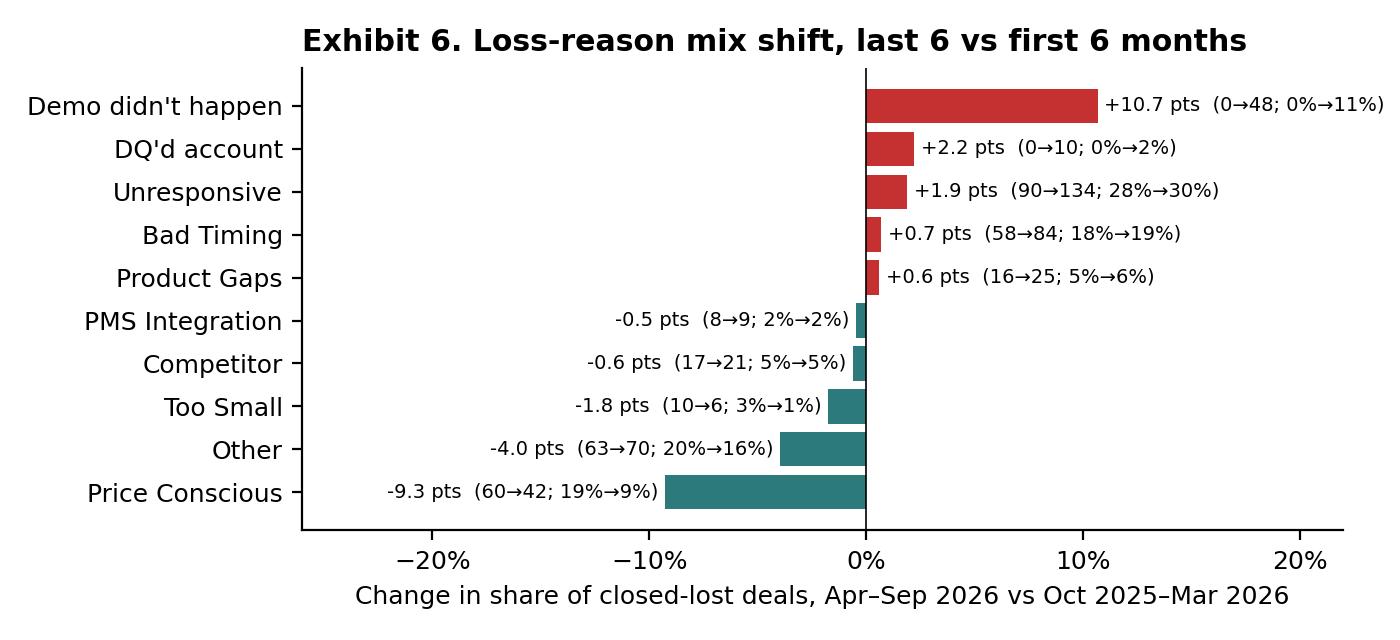 Exhibit 6. Loss-reason mix shift, last 6 vs first 6 months
Demo didn't happen +10.7 pts (0→48; 0%→11%)
DQ'd account +2.2 pts (0→10; 0%→2%)
Unresponsive +1.9 pts (90→134; 28%→30%)
Bad Timing +0.7 pts (58→84; 18%→19%)
Product Gaps +0.6 pts (16→25; 5%→6%)
PMS Integration -0.5 pts (8→9; 2%→2%)
Competitor -0.6 pts (17→21; 5%→5%)
Too Small -1.8 pts (10→6; 3%→1%)
Other -4.0 pts (63→70; 20%→16%)
Price Conscious -9.3 pts (60→42; 19%→9%)
−20% −10% 0% 10% 20%
Change in share of closed-lost deals, Apr–Sep 2026 vs Oct 2025–Mar 2026